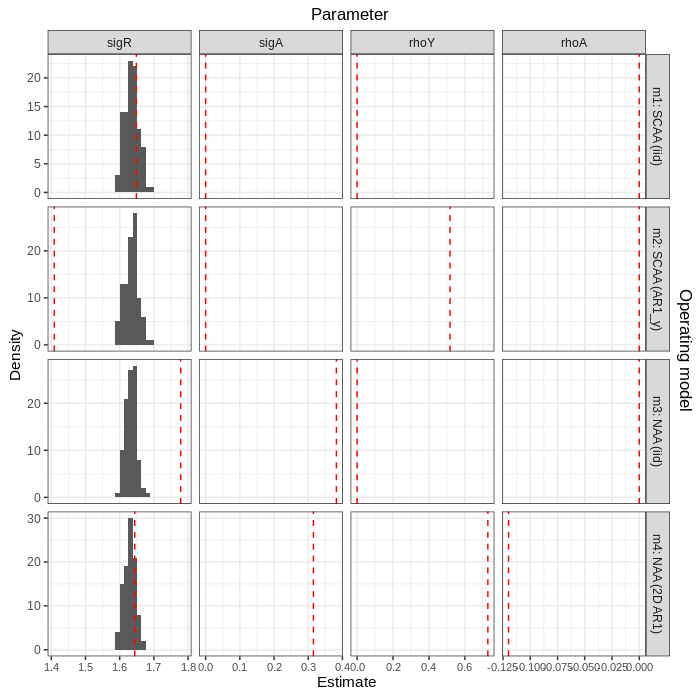 Parameter
sigR sigA rhoY rhoA
20
15
10
5
0
m1: SCAA (iid)
20
10
0
m2: SCAA (AR1_y)
20
10
0
m3: NAA (iid)
30
20
10
0
m4: NAA (2D AR1)
Density
Operating model
1.4 1.5 1.6 1.7 1.8 0.0 0.1 0.2 0.3 0.4 0.0 0.2 0.4 0.6 -0.125 -0.100 -0.075 -0.050 -0.025 0.000
Estimate